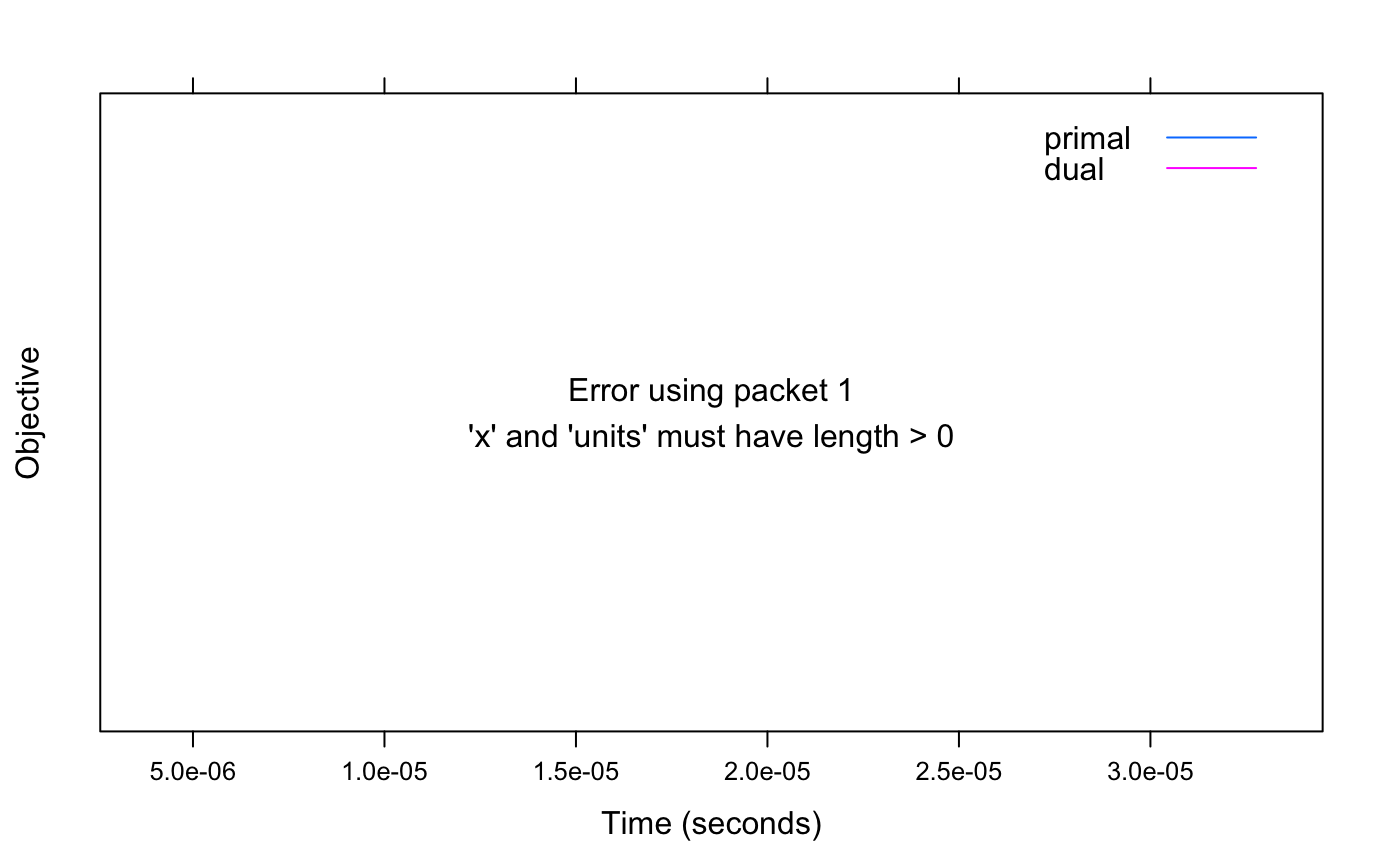 primal
dual
Error using packet 1
'x' and 'units' must have length > 0
Objective
5.0e-06 1.0e-05 1.5e-05 2.0e-05 2.5e-05 3.0e-05
Time (seconds)